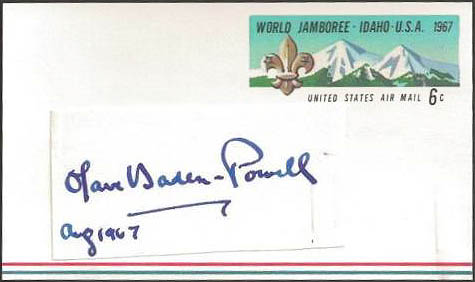 WORLD JAMBOREE · IDAHO · U.S.A. 1967
UNITED STATES AIR MAIL 6c
Olave Baden-Powell
Aug 1967